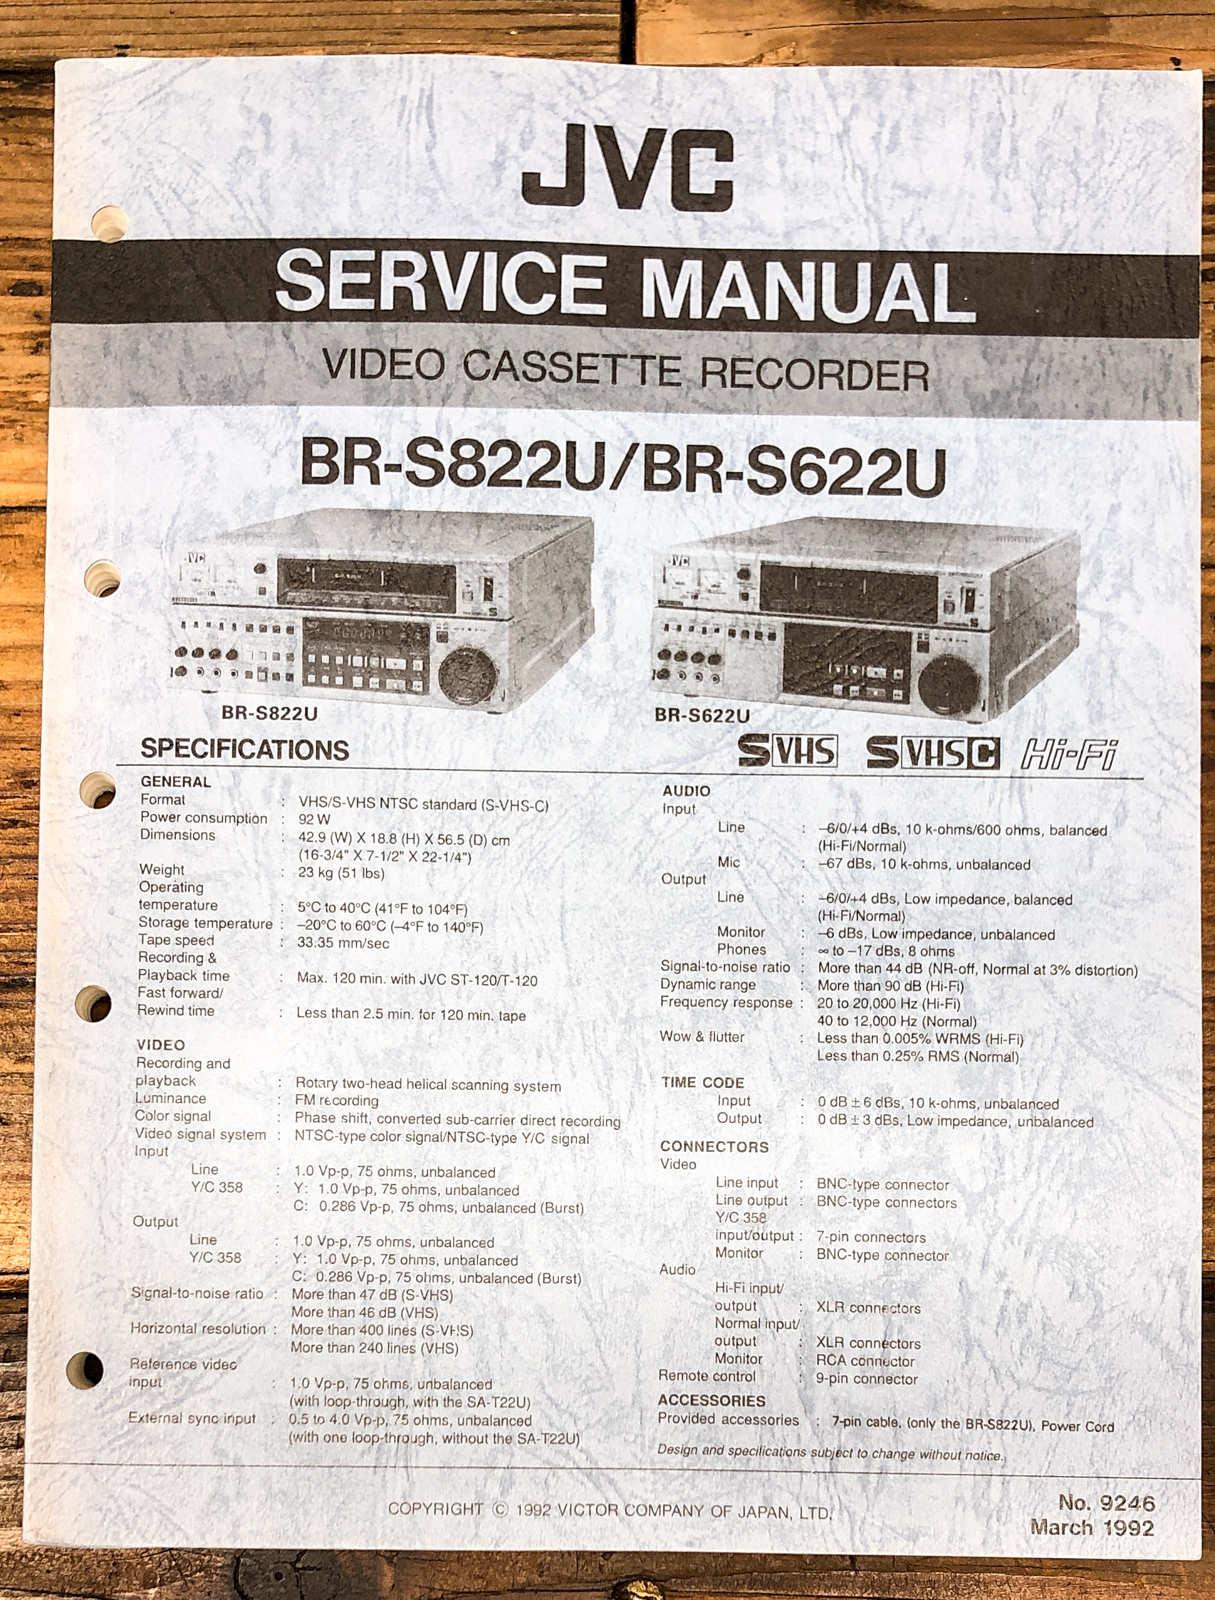 JVC
SERVICE MANUAL
VIDEO CASSETTE RECORDER
BR-S822U/BR-S622U
JVC
JVC
BR-S822U
BR-S622U
SPECIFICATIONS
S VHS S VHS C Hi-Fi
GENERAL
Format : VHS/S-VHS NTSC standard (S-VHS-C)
Power consumption : 92 W
Dimensions : 42.9 (W) X 18.8 (H) X 56.5 (D) cm
(16-3/4" X 7-1/2" X 22-1/4")
Weight : 23 kg (51 lbs)
Operating
temperature : 5°C to 40°C (41°F to 104°F)
Storage temperature : –20°C to 60°C (–4°F to 140°F)
Tape speed : 33.35 mm/sec
Recording &
Playback time : Max. 120 min. with JVC ST-120/T-120
Fast forward/
Rewind time : Less than 2.5 min. for 120 min. tape
VIDEO
Recording and
playback : Rotary two-head helical scanning system
Luminance : FM recording
Color signal : Phase shift, converted sub-carrier direct recording
Video signal system : NTSC-type color signal/NTSC-type Y/C signal
Input
Line : 1.0 Vp-p, 75 ohms, unbalanced
Y/C 358 : Y: 1.0 Vp-p, 75 ohms, unbalanced
C: 0.286 Vp-p, 75 ohms, unbalanced (Burst)
Output
Line : 1.0 Vp-p, 75 ohms, unbalanced
Y/C 358 : Y: 1.0 Vp-p, 75 ohms, unbalanced
C: 0.286 Vp-p, 75 ohms, unbalanced (Burst)
Signal-to-noise ratio : More than 47 dB (S-VHS)
More than 46 dB (VHS)
Horizontal resolution : More than 400 lines (S-VHS)
More than 240 lines (VHS)
Reference video
input : 1.0 Vp-p, 75 ohms, unbalanced
(with loop-through, with the SA-T22U)
External sync input : 0.5 to 4.0 Vp-p, 75 ohms, unbalanced
(with one loop-through, without the SA-T22U)
AUDIO
Input
Line : –6/0/+4 dBs, 10 k-ohms/600 ohms, balanced
(Hi-Fi/Normal)
Mic : –67 dBs, 10 k-ohms, unbalanced
Output
Line : –6/0/+4 dBs, Low impedance, balanced
(Hi-Fi/Normal)
Monitor : –6 dBs, Low impedance, unbalanced
Phones : ∞ to –17 dBs, 8 ohms
Signal-to-noise ratio : More than 44 dB (NR-off, Normal at 3% distortion)
Dynamic range : More than 90 dB (Hi-Fi)
Frequency response : 20 to 20,000 Hz (Hi-Fi)
40 to 12,000 Hz (Normal)
Wow & flutter : Less than 0.005% WRMS (Hi-Fi)
Less than 0.25% RMS (Normal)
TIME CODE
Input : 0 dB ± 6 dBs, 10 k-ohms, unbalanced
Output : 0 dB ± 3 dBs, Low impedance, unbalanced
CONNECTORS
Video
Line input : BNC-type connector
Line output : BNC-type connectors
Y/C 358
input/output : 7-pin connectors
Monitor : BNC-type connector
Audio
Hi-Fi input/
output : XLR connectors
Normal input/
output : XLR connectors
Monitor : RCA connector
Remote control : 9-pin connector
ACCESSORIES
Provided accessories : 7-pin cable, (only the BR-S822U), Power Cord
Design and specifications subject to change without notice.
COPYRIGHT © 1992 VICTOR COMPANY OF JAPAN, LTD.
No. 9246
March 1992